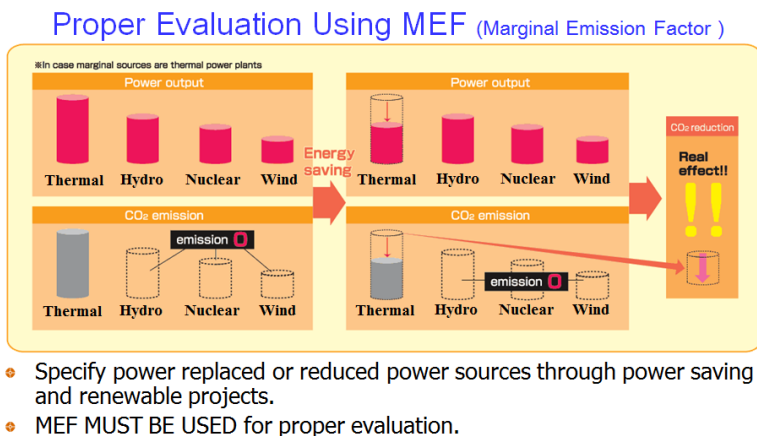 Proper Evaluation Using MEF (Marginal Emission Factor )
※In case marginal sources are thermal power plants
Power output
Thermal Hydro Nuclear Wind
CO₂ emission
emission 0
Thermal Hydro Nuclear Wind
Energy
saving
Power output
Thermal Hydro Nuclear Wind
CO₂ emission
emission 0
Thermal Hydro Nuclear Wind
CO₂ reduction
Real
effect!!
!!
Specify power replaced or reduced power sources through power saving
and renewable projects.
MEF MUST BE USED for proper evaluation.